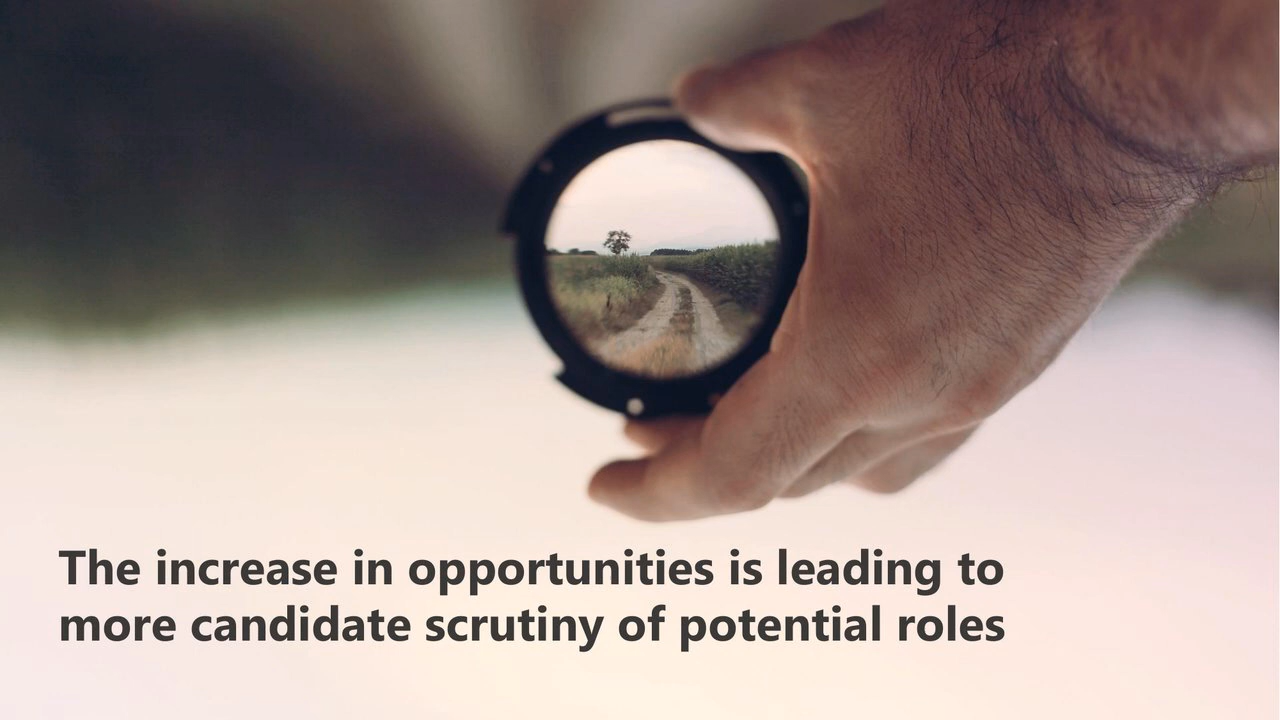 The increase in opportunities is leading to
more candidate scrutiny of potential roles